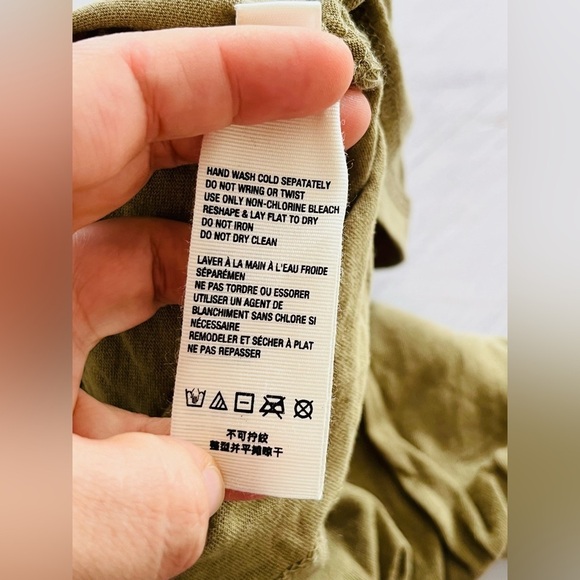 HAND WASH COLD SEPATATELY
DO NOT WRING OR TWIST
USE ONLY NON-CHLORINE BLEACH
RESHAPE & LAY FLAT TO DRY
DO NOT IRON
DO NOT DRY CLEAN
LAVER À LA MAIN À L'EAU FROIDE
SÉPARÉMEN
NE PAS TORDRE OU ESSORER
UTILISER UN AGENT DE
BLANCHIMENT SANS CHLORE SI
NÉCESSAIRE
REMODELER ET SÉCHER À PLAT
NE PAS REPASSER
不可拧绞
整型并平摊晾干